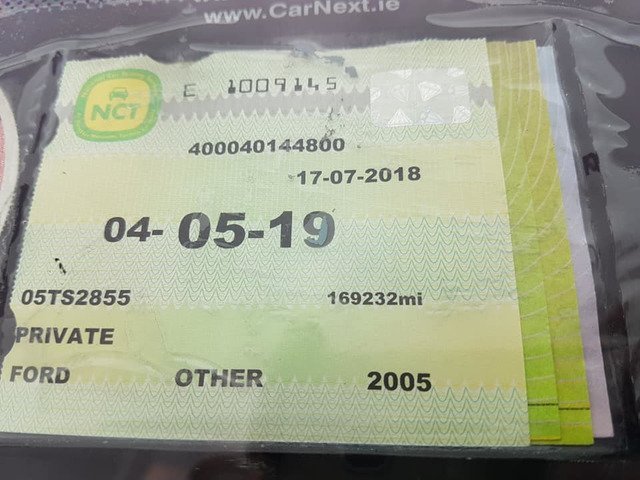 www.CarNext.ie
NCT
E 1009145
400040144800
17-07-2018
04- 05-19
05TS2855 169232mi
PRIVATE
FORD OTHER 2005